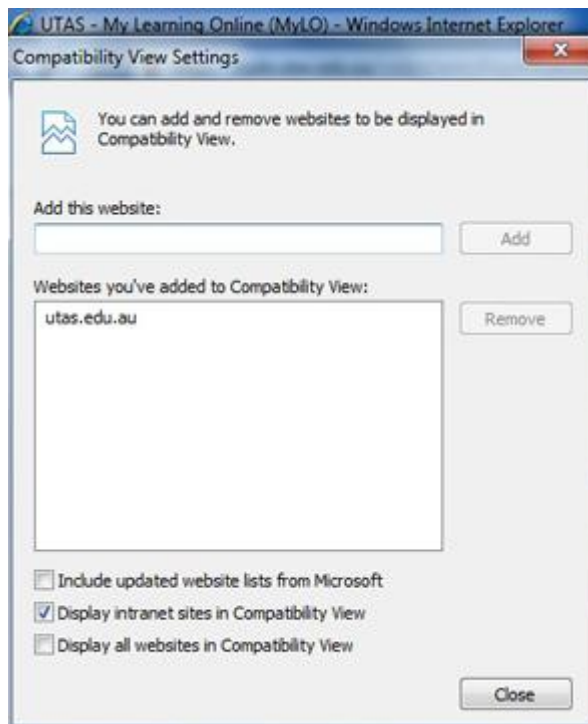 UTAS - My Learning Online (MyLO) - Windows Internet Explorer
Compatibility View Settings
You can add and remove websites to be displayed in
Compatibility View.
Add this website:
Add
Websites you've added to Compatibility View:
utas.edu.au
Remove
Include updated website lists from Microsoft
Display intranet sites in Compatibility View
Display all websites in Compatibility View
Close